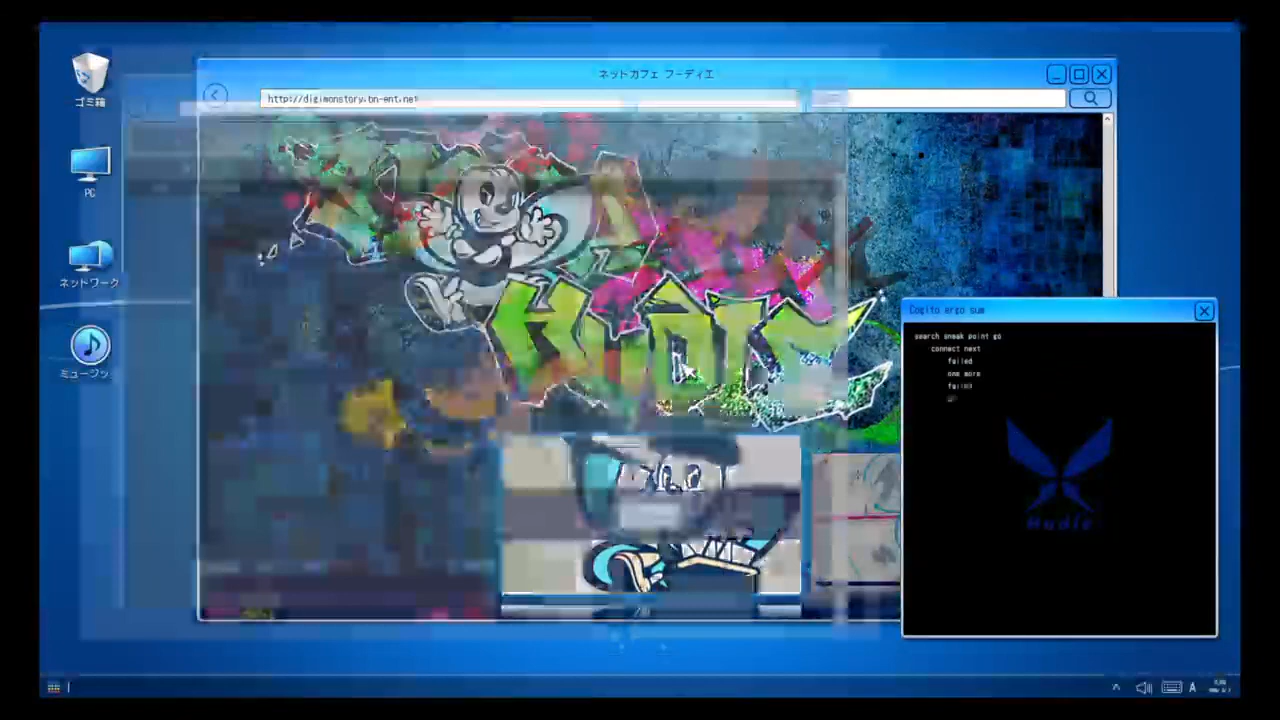 ゴミ箱
PC
ネットワーク
ミュージッ...
ネットカフェ フーディエ
http://digimonstory.bn-ent.net
Cogito ergo sum
search sneak point go
connect next
failed
one more
failed
Hudie
A